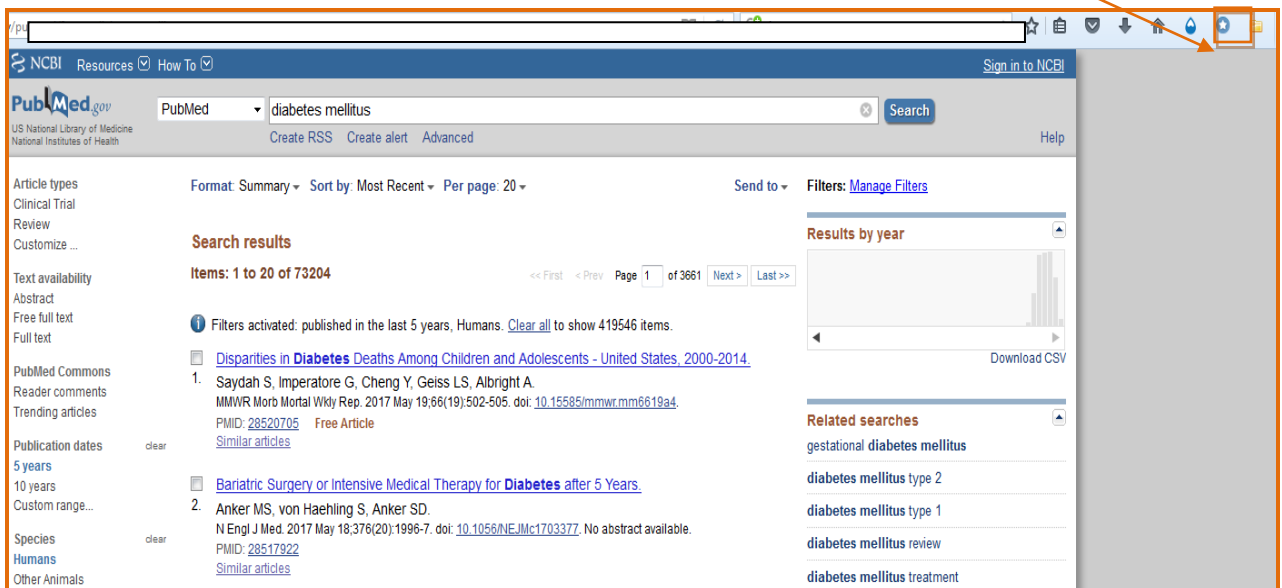 /pu
NCBI Resources How To Sign in to NCBI
PubMed.gov
US National Library of Medicine
National Institutes of Health
PubMed diabetes mellitus Search
Create RSS Create alert Advanced Help
Article types
Clinical Trial
Review
Customize ...
Text availability
Abstract
Free full text
Full text
PubMed Commons
Reader comments
Trending articles
Publication dates clear
5 years
10 years
Custom range...
Species clear
Humans
Other Animals
Format: Summary Sort by: Most Recent Per page: 20 Send to
Search results
Items: 1 to 20 of 73204
<< First < Prev Page 1 of 3661 Next > Last >>
Filters activated: published in the last 5 years, Humans. Clear all to show 419546 items.
Disparities in Diabetes Deaths Among Children and Adolescents - United States, 2000-2014.
1. Saydah S, Imperatore G, Cheng Y, Geiss LS, Albright A.
MMWR Morb Mortal Wkly Rep. 2017 May 19;66(19):502-505. doi: 10.15585/mmwr.mm6619a4.
PMID: 28520705 Free Article
Similar articles
Bariatric Surgery or Intensive Medical Therapy for Diabetes after 5 Years.
2. Anker MS, von Haehling S, Anker SD.
N Engl J Med. 2017 May 18;376(20):1996-7. doi: 10.1056/NEJMc1703377. No abstract available.
PMID: 28517922
Similar articles
Filters: Manage Filters
Results by year
Download CSV
Related searches
gestational diabetes mellitus
diabetes mellitus type 2
diabetes mellitus type 1
diabetes mellitus review
diabetes mellitus treatment